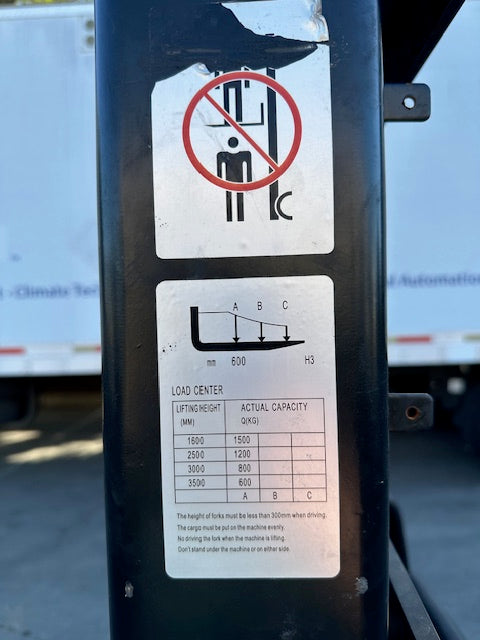 t - Climate Tec
l Automation
A B C
mm 600 H3
LOAD CENTER
LIFTING HEIGHT (MM) ACTUAL CAPACITY Q(KG)
1600 1500
2500 1200
3000 800
3500 600
A B C
The height of forks must be less than 300mm when driving.
The cargo must be put on the machine evenly.
No driving the fork when the machine is lifting.
Don't stand under the machine or on either side.